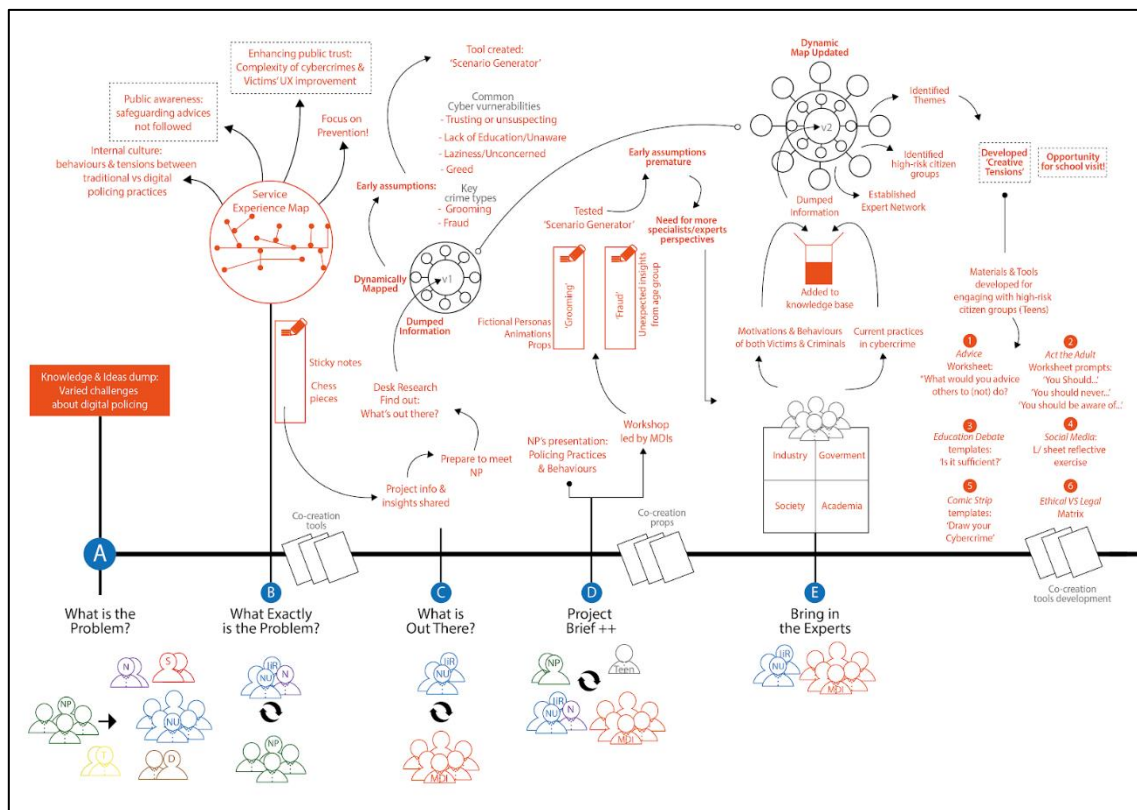 Enhancing public trust:
Complexity of cybercrimes &
Victims' UX improvement
Public awareness:
safeguarding advices
not followed
Focus on
Prevention!
Internal culture:
behaviours & tensions between
traditional vs digital
policing practices
Service
Experience Map
Knowledge & Ideas dump:
Varied challenges
about digital policing
Sticky notes
Chess
pieces
Tool created:
'Scenario Generator'
Common
Cyber vurnerabilities
- Trusting or unsuspecting
- Lack of Education/Unaware
- Laziness/Unconcerned
- Greed
Early assumptions:
Key
crime types
- Grooming
- Fraud
Dynamically
Mapped
v1
Dumped
Information
Desk Research
Find out:
What's out there?
Prepare to meet
NP
Project info &
insights shared
Early assumptions
premature
Tested
'Scenario Generator'
Need for more
specialists/experts
perspectives
'Grooming'
'Fraud'
Unexpected insights
from age group
Fictional Personas
Animations
Props
Workshop
led by MDIs
NP's presentation:
Policing Practices
& Behaviours
Dynamic
Map Updated
v2
Identified
Themes
Identified
high-risk citizen
groups
Established
Expert Network
Dumped
Information
Added to
knowledge base
Motivations & Behaviours
of both Victims & Criminals
Current practices
in cybercrime
Industry
Goverment
Society
Academia
Developed
'Creative
Tensions'
Opportunity
for school visit!
Materials & Tools
developed for
engaging with high-risk
citizen groups (Teens)
1
Advice
Worksheet:
"What would you advice
others to (not) do?
2
Act the Adult
Worksheet prompts:
'You Should...'
'You should never...'
'You should be aware of...'
3
Education Debate
templates:
'Is it sufficient?'
4
Social Media:
L/ sheet reflective
exercise
5
Comic Strip
templates:
'Draw your
Cybercrime'
6
Ethical VS Legal
Matrix
Co-creation
tools
Co-creation
props
Co-creation
tools development
A
What is the
Problem?
B
What Exactly
is the Problem?
C
What is
Out There?
D
Project
Brief ++
E
Bring in
the Experts
N
S
NP
NU
T
D
JiR
NU
N
NP
JiR
NU
MDI
NP
Teen
JiR
NU
N
MDI
JiR
NU
MDI